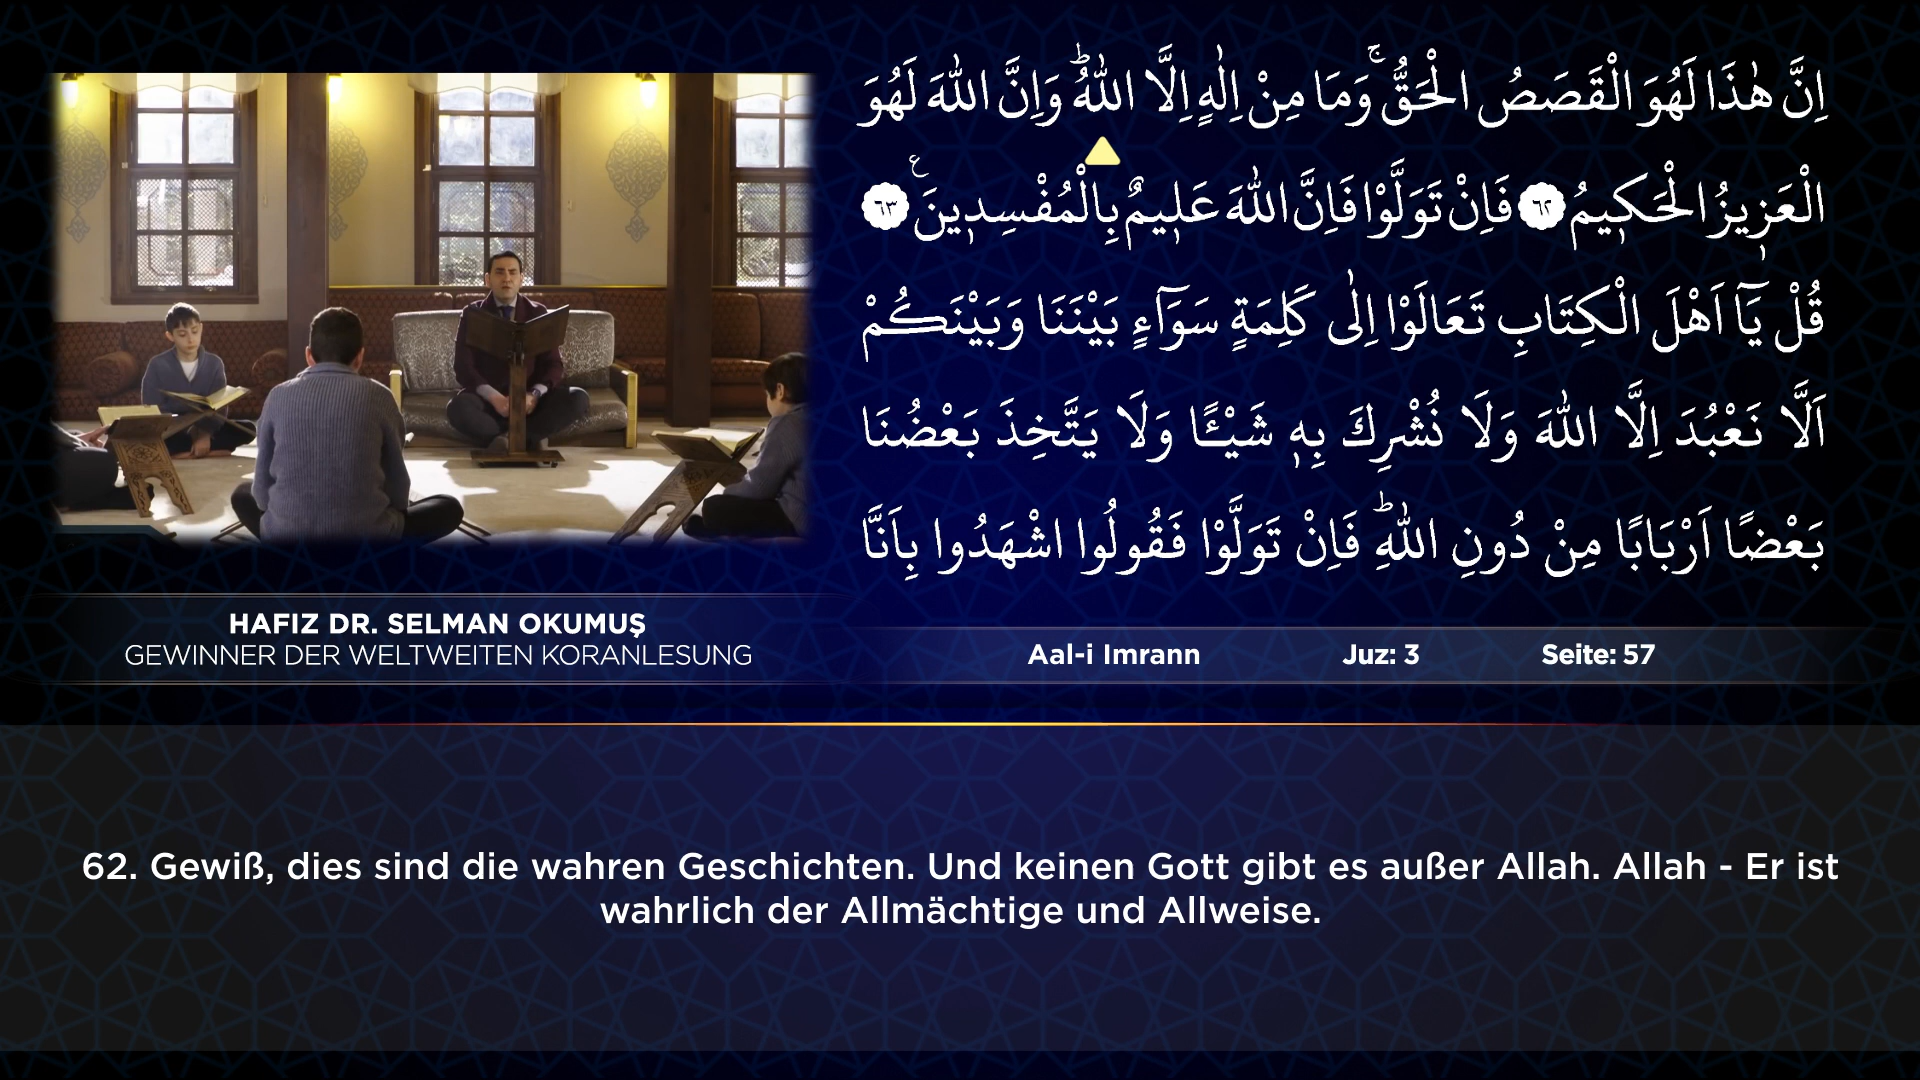 اِنَّ هٰذَا لَهُوَ الْقَصَصُ الْحَقُّۚ وَمَا مِنْ اِلٰهٍ اِلَّا اللّٰهُؕ وَاِنَّ اللّٰهَ لَهُوَ
الْعَز۪يزُ الْحَك۪يمُ ٦٢ فَاِنْ تَوَلَّوْا فَاِنَّ اللّٰهَ عَل۪يمٌ بِالْمُفْسِد۪ينَ ع ٦٣
قُلْ يَٓا اَهْلَ الْكِتَابِ تَعَالَوْا اِلٰى كَلِمَةٍ سَوَٓاءٍ بَيْنَنَا وَبَيْنَكُمْ
اَلَّا نَعْبُدَ اِلَّا اللّٰهَ وَلَا نُشْرِكَ بِه۪ شَيْـًٔا وَلَا يَتَّخِذَ بَعْضُنَا
بَعْضًا اَرْبَابًا مِنْ دُونِ اللّٰهِؕ فَاِنْ تَوَلَّوْا فَقُولُوا اشْهَدُوا بِاَنَّا
HAFIZ DR. SELMAN OKUMUŞ
GEWINNER DER WELTWEITEN KORANLESUNG
Aal-i Imrann Juz: 3 Seite: 57
62. Gewiß, dies sind die wahren Geschichten. Und keinen Gott gibt es außer Allah. Allah - Er ist
wahrlich der Allmächtige und Allweise.